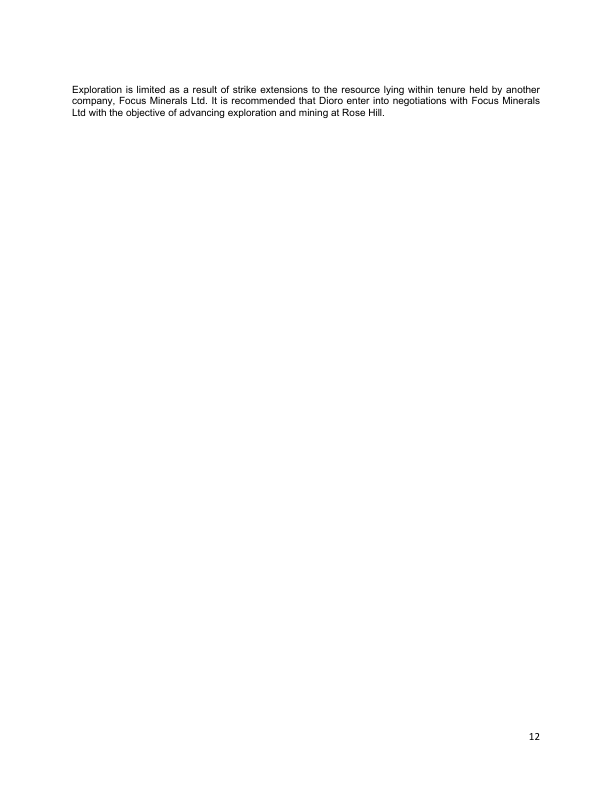 Exploration is limited as a result of strike extensions to the resource lying within tenure held by another
company, Focus Minerals Ltd. It is recommended that Dioro enter into negotiations with Focus Minerals
Ltd with the objective of advancing exploration and mining at Rose Hill.
12